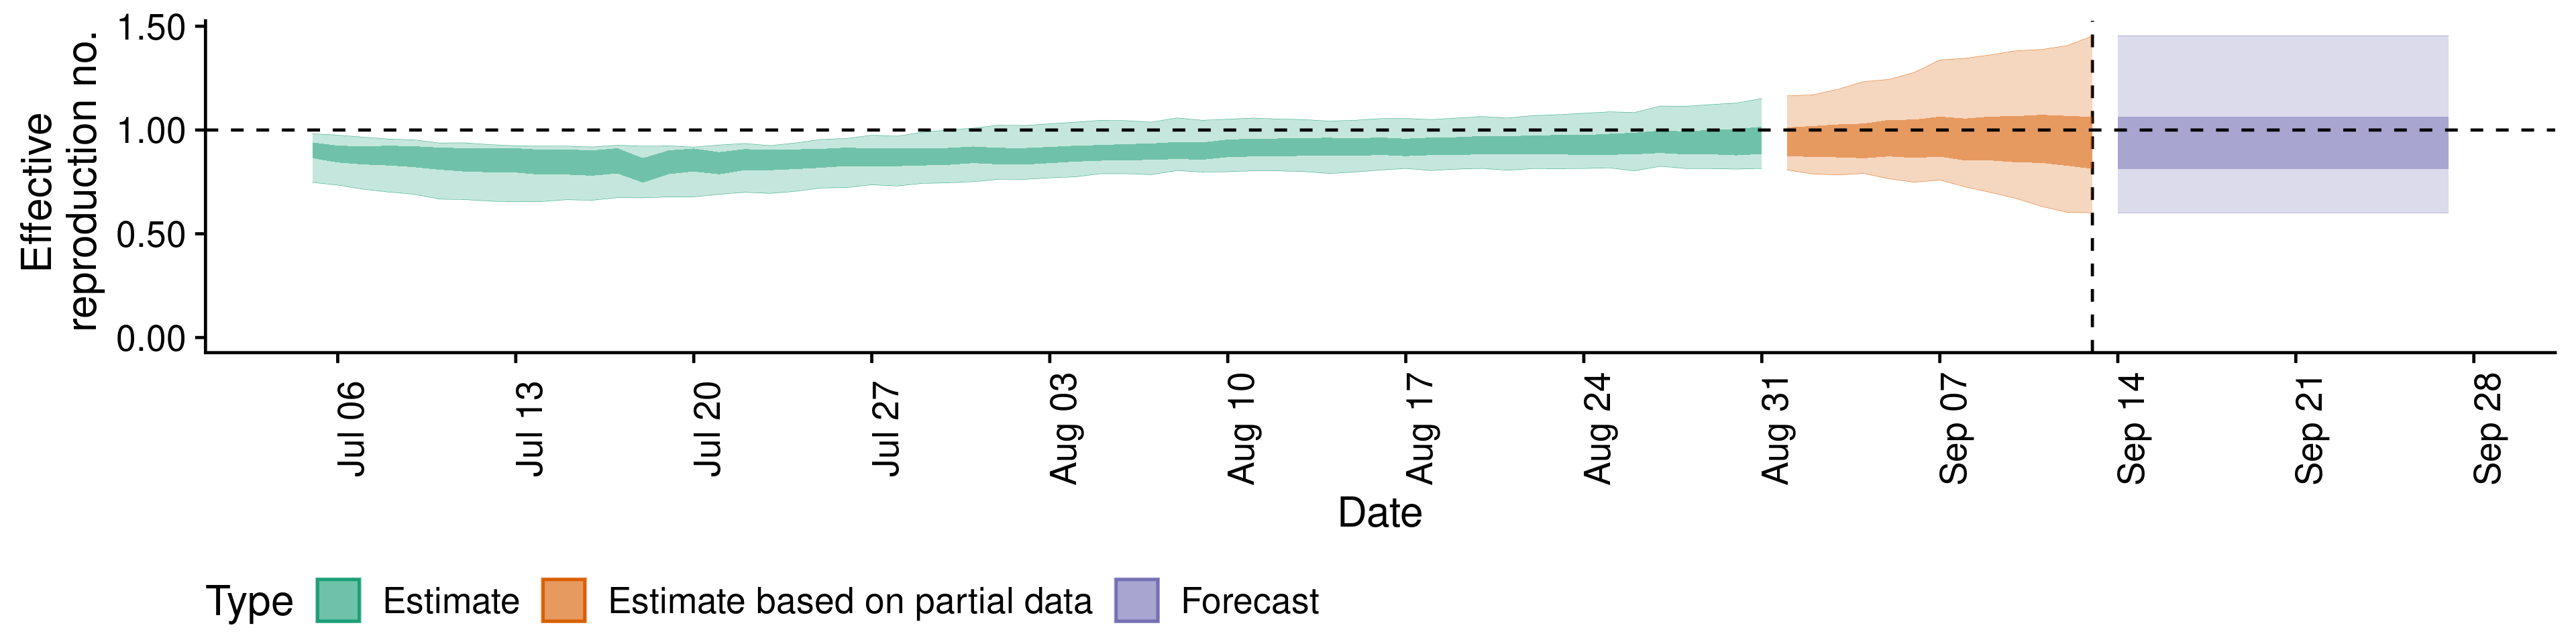 Effective
reproduction no.
1.50
1.00
0.50
0.00
Jul 06
Jul 13
Jul 20
Jul 27
Aug 03
Aug 10
Aug 17
Aug 24
Aug 31
Sep 07
Sep 14
Sep 21
Sep 28
Date
Type Estimate Estimate based on partial data Forecast